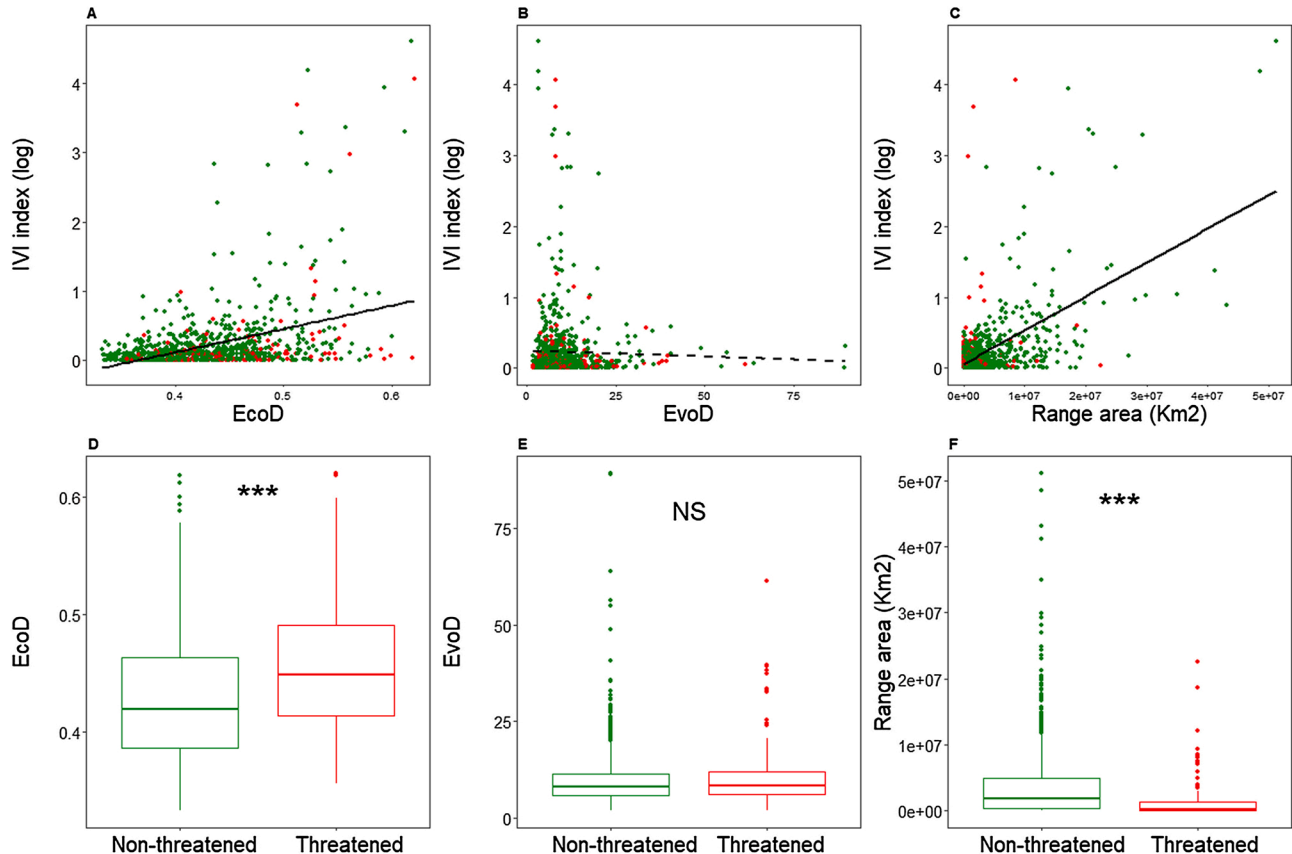 A
IVI index (log)
4
3
2
1
0
0.4 0.5 0.6
EcoD
B
IVI index (log)
4
3
2
1
0
0 25 50 75
EvoD
C
IVI index (log)
4
3
2
1
0
0e+00 1e+07 2e+07 3e+07 4e+07 5e+07
Range area (Km2)
D
EcoD
0.6
0.5
0.4
***
Non-threatened Threatened
E
EvoD
75
50
25
0
NS
Non-threatened Threatened
F
Range area (Km2)
5e+07
4e+07
3e+07
2e+07
1e+07
0e+00
***
Non-threatened Threatened